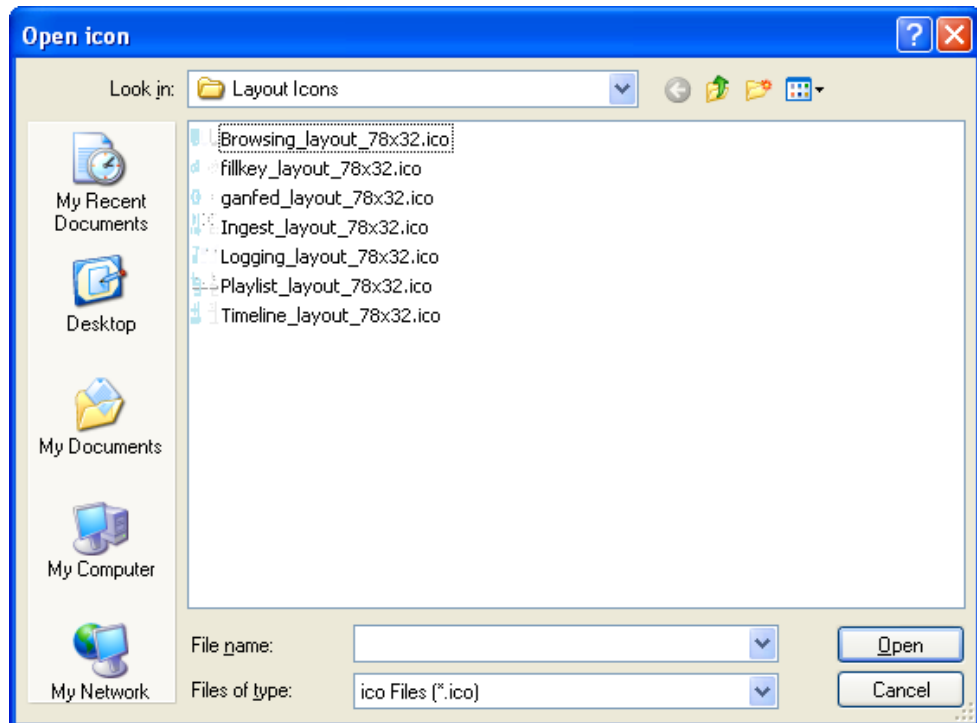 Open icon
Look in: Layout Icons
My Recent
Documents
Desktop
My Documents
My Computer
My Network
Browsing_layout_78x32.ico
fillkey_layout_78x32.ico
ganfed_layout_78x32.ico
Ingest_layout_78x32.ico
Logging_layout_78x32.ico
Playlist_layout_78x32.ico
Timeline_layout_78x32.ico
File name:
Open
Files of type: ico Files (*.ico)
Cancel